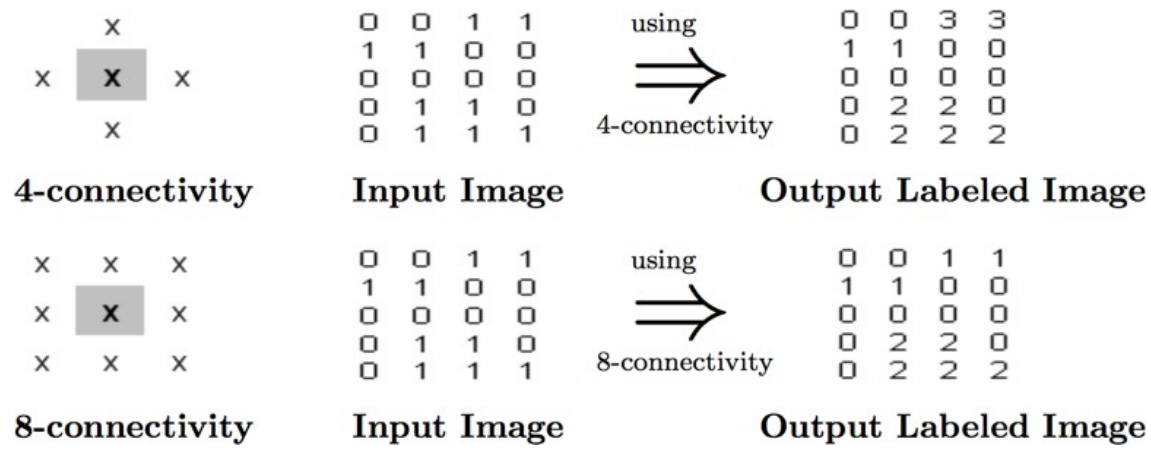 x 0 0 1 1 using 0 0 3 3
1 1 0 0 1 1 0 0
x x x 0 0 0 0 0 0 0 0
0 1 1 0 0 2 2 0
x 0 1 1 1 4-connectivity 0 2 2 2
4-connectivity Input Image Output Labeled Image
x x x 0 0 1 1 using 0 0 1 1
1 1 0 0 1 1 0 0
x x x 0 0 0 0 0 0 0 0
0 1 1 0 0 2 2 0
x x x 0 1 1 1 8-connectivity 0 2 2 2
8-connectivity Input Image Output Labeled Image